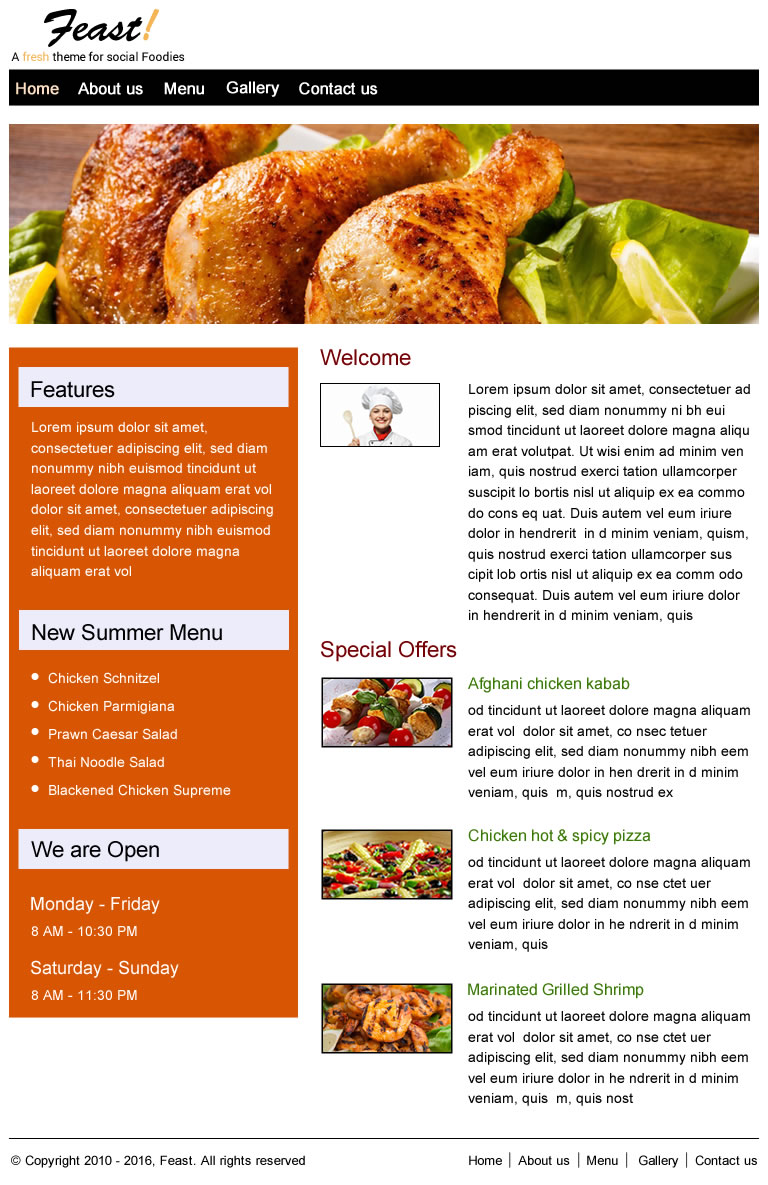 Feast!
A fresh theme for social Foodies
Home About us Menu Gallery Contact us
Features
Lorem ipsum dolor sit amet,
consectetuer adipiscing elit, sed diam
nonummy nibh euismod tincidunt ut
laoreet dolore magna aliquam erat vol
dolor sit amet, consectetuer adipiscing
elit, sed diam nonummy nibh euismod
tincidunt ut laoreet dolore magna
aliquam erat vol
New Summer Menu
Chicken Schnitzel
Chicken Parmigiana
Prawn Caesar Salad
Thai Noodle Salad
Blackened Chicken Supreme
We are Open
Monday - Friday
8 AM - 10:30 PM
Saturday - Sunday
8 AM - 11:30 PM
Welcome
Lorem ipsum dolor sit amet, consectetuer ad
piscing elit, sed diam nonummy ni bh eui
smod tincidunt ut laoreet dolore magna aliqu
am erat volutpat. Ut wisi enim ad minim ven
iam, quis nostrud exerci tation ullamcorper
suscipit lo bortis nisl ut aliquip ex ea commo
do cons eq uat. Duis autem vel eum iriure
dolor in hendrerit in d minim veniam, quism,
quis nostrud exerci tation ullamcorper sus
cipit lob ortis nisl ut aliquip ex ea comm odo
consequat. Duis autem vel eum iriure dolor
in hendrerit in d minim veniam, quis
Special Offers
Afghani chicken kabab
od tincidunt ut laoreet dolore magna aliquam
erat vol dolor sit amet, co nsec tetuer
adipiscing elit, sed diam nonummy nibh eem
vel eum iriure dolor in hen drerit in d minim
veniam, quis m, quis nostrud ex
Chicken hot & spicy pizza
od tincidunt ut laoreet dolore magna aliquam
erat vol dolor sit amet, co nse ctet uer
adipiscing elit, sed diam nonummy nibh eem
vel eum iriure dolor in he ndrerit in d minim
veniam, quis
Marinated Grilled Shrimp
od tincidunt ut laoreet dolore magna aliquam
erat vol dolor sit amet, co nse ctet uer
adipiscing elit, sed diam nonummy nibh eem
vel eum iriure dolor in he ndrerit in d minim
veniam, quis m, quis nost
© Copyright 2010 - 2016, Feast. All rights reserved
Home | About us | Menu | Gallery | Contact us